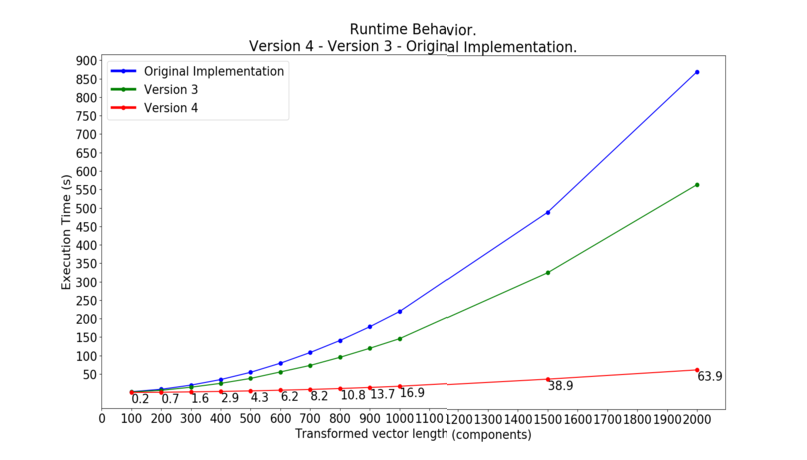 Runtime Behavior.
Version 4 - Version 3 - Original Implementation.
Original Implementation
Version 3
Version 4
Execution Time (s)
900
850
800
750
700
650
600
550
500
450
400
350
300
250
200
150
100
50
0.2 0.7 1.6 2.9 4.3 6.2 8.2 10.8 13.7 16.9 38.9 63.9
0 100 200 300 400 500 600 700 800 900 1000 1100 1200 1300 1400 1500 1600 1700 1800 1900 2000
Transformed vector length (components)